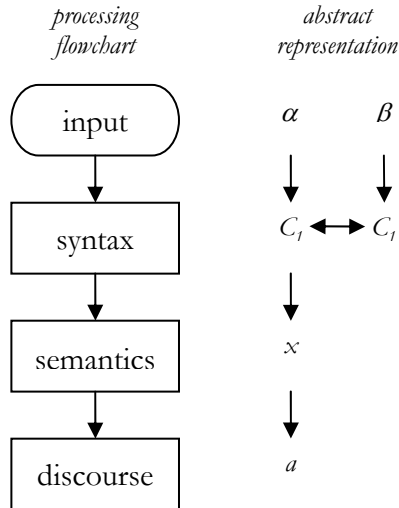 processing
flowchart
abstract
representation
input
α β
syntax
C₁ C₁
semantics
x
discourse
a